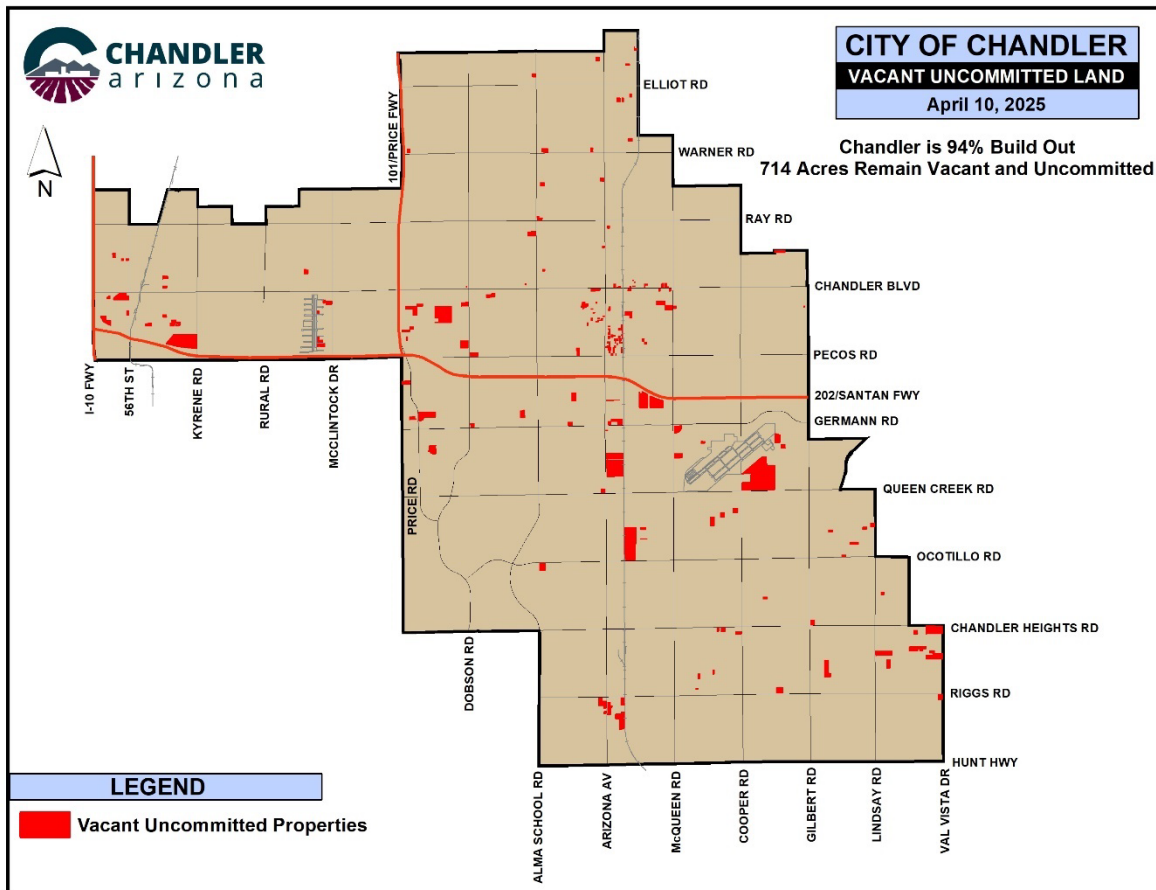 CHANDLER
arizona
CITY OF CHANDLER
VACANT UNCOMMITTED LAND
April 10, 2025
Chandler is 94% Build Out
714 Acres Remain Vacant and Uncommitted
N
101/PRICE FWY
ELLIOT RD
WARNER RD
RAY RD
CHANDLER BLVD
PECOS RD
202/SANTAN FWY
GERMANN RD
I-10 FWY
56TH ST
KYRENE RD
RURAL RD
MCCLINTOCK DR
PRICE RD
QUEEN CREEK RD
OCOTILLO RD
CHANDLER HEIGHTS RD
RIGGS RD
HUNT HWY
DOBSON RD
ALMA SCHOOL RD
ARIZONA AV
McQUEEN RD
COOPER RD
GILBERT RD
LINDSAY RD
VAL VISTA DR
LEGEND
Vacant Uncommitted Properties